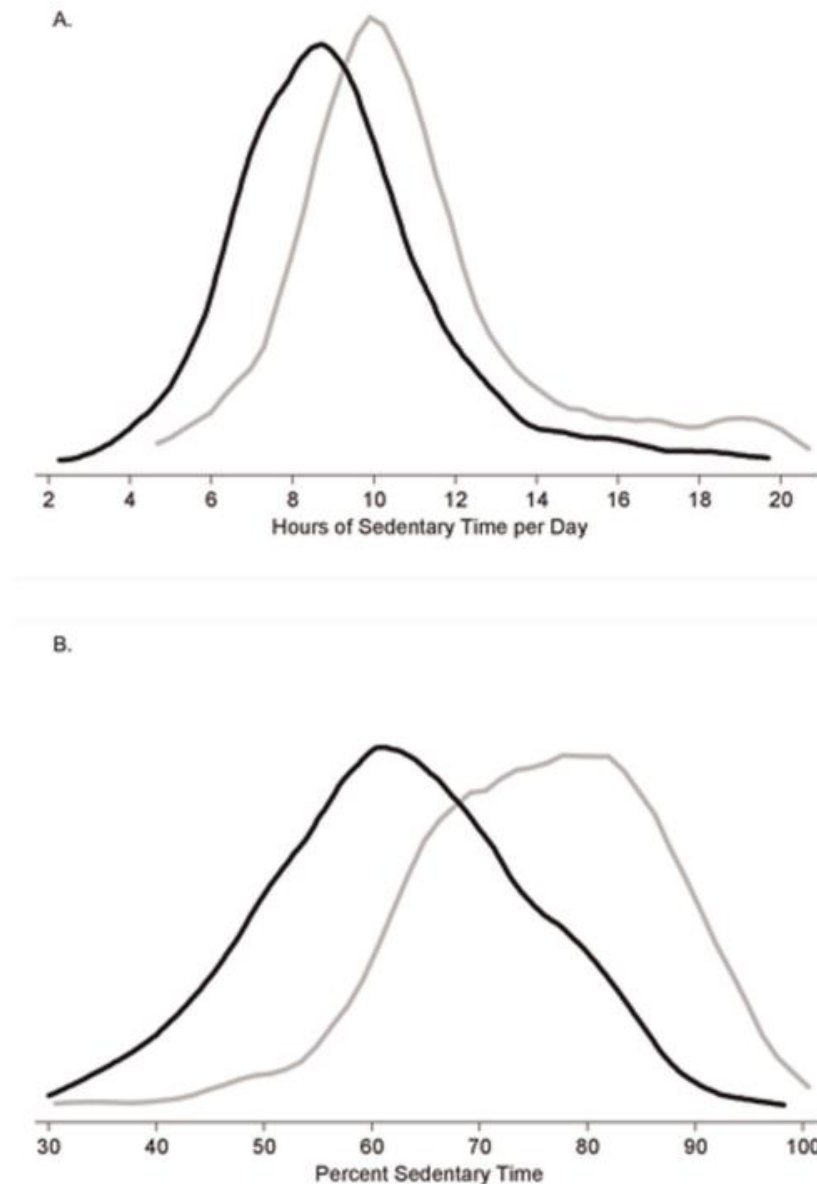 A.
2 4 6 8 10 12 14 16 18 20
Hours of Sedentary Time per Day
B.
30 40 50 60 70 80 90 100
Percent Sedentary Time